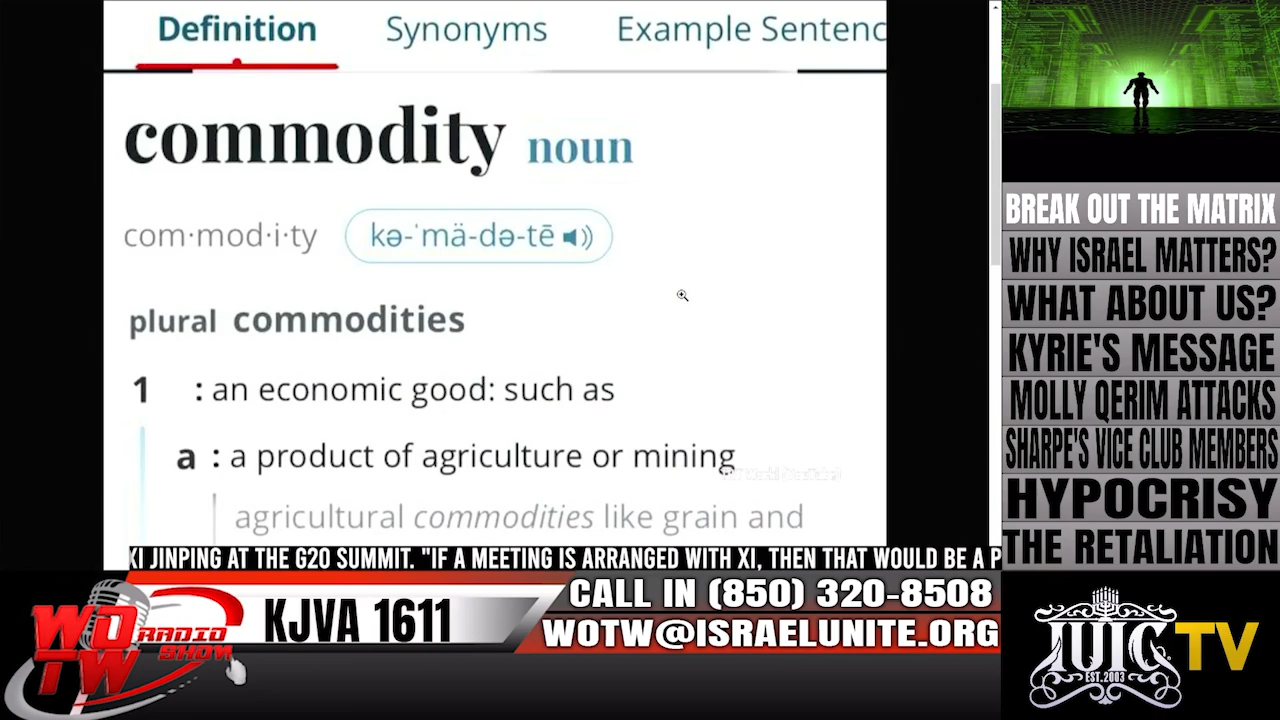 Definition
Synonyms
Example Sentenc
commodity noun
com·mod·i·ty
kə-ˈmä-də-tē
plural commodities
1 : an economic good: such as
a : a product of agriculture or mining
agricultural commodities like grain and
XI JINPING AT THE G20 SUMMIT. "IF A MEETING IS ARRANGED WITH XI, THEN THAT WOULD BE A P
WOTW
RADIO
SHOW
KJVA 1611
CALL IN (850) 320-8508
WOTW@ISRAELUNITE.ORG
BREAK OUT THE MATRIX
WHY ISRAEL MATTERS?
WHAT ABOUT US?
KYRIE'S MESSAGE
MOLLY QERIM ATTACKS
SHARPE'S VICE CLUB MEMBERS
HYPOCRISY
THE RETALIATION
IUIC TV
EST.2003